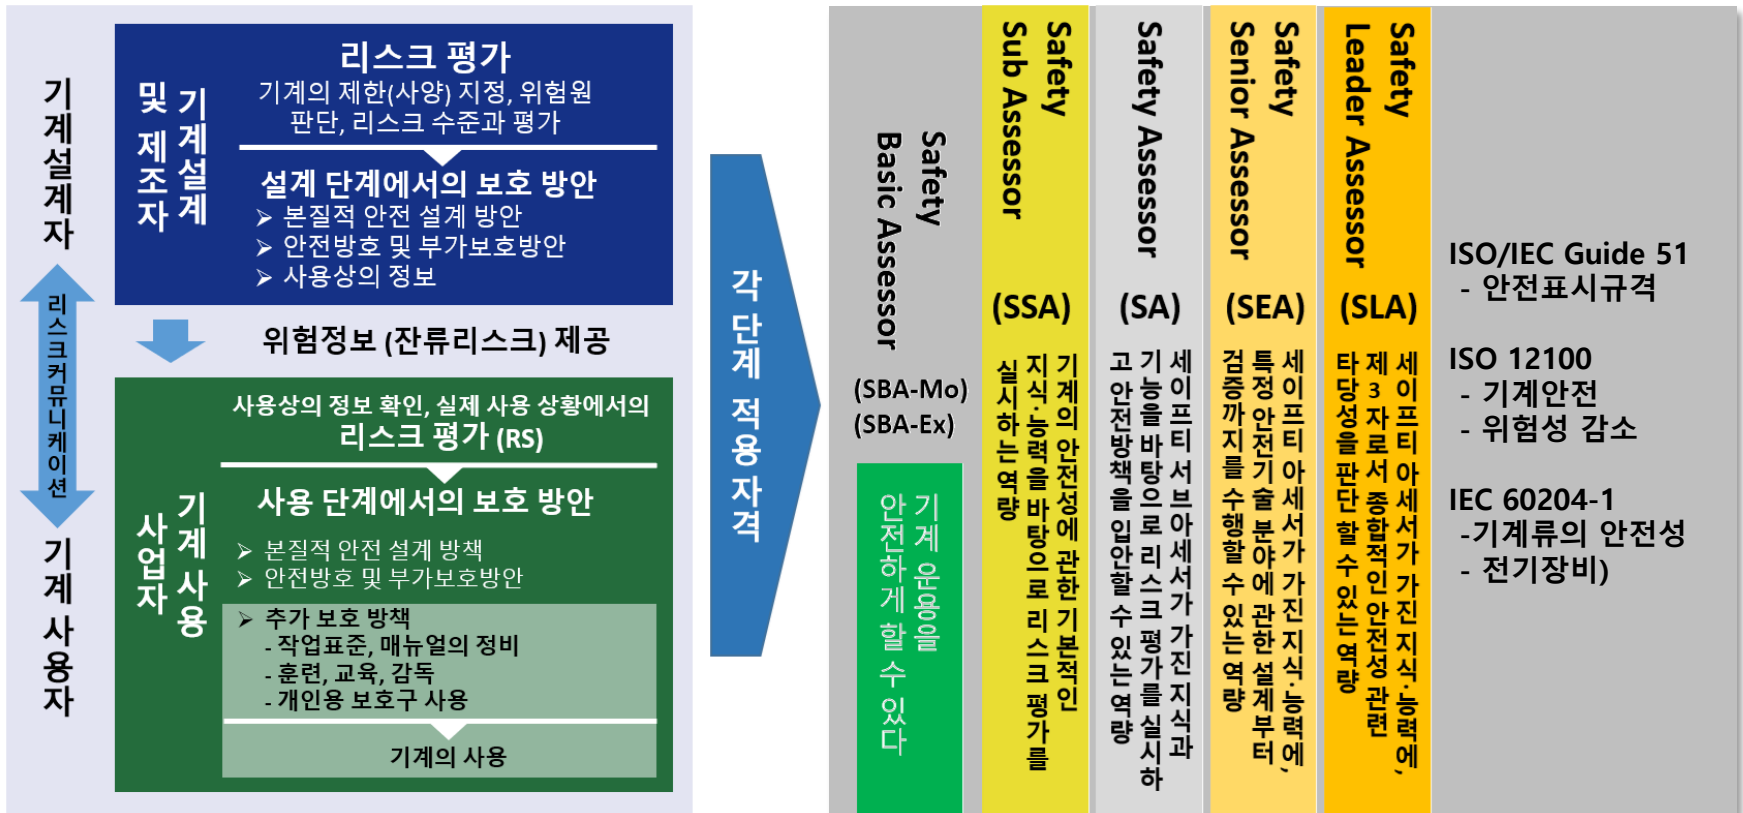 기계설계자
리스크커뮤니케이션
기계 사용자
기계설계
및 제조자
리스크 평가
기계의 제한(사양) 지정, 위험원
판단, 리스크 수준과 평가
설계 단계에서의 보호 방안
➢ 본질적 안전 설계 방안
➢ 안전방호 및 부가보호방안
➢ 사용상의 정보
위험정보 (잔류리스크) 제공
기계 사용
사업자
사용상의 정보 확인, 실제 사용 상황에서의
리스크 평가 (RS)
사용 단계에서의 보호 방안
➢ 본질적 안전 설계 방책
➢ 안전방호 및 부가보호방안
➢ 추가 보호 방책
- 작업표준, 매뉴얼의 정비
- 훈련, 교육, 감독
- 개인용 보호구 사용
기계의 사용
각 단계 적용 자격
Safety
Basic Assessor
(SBA-Mo)
(SBA-Ex)
기계 운용을
안전하게 할 수 있다
Safety
Sub Assessor
(SSA)
기계의 안전성에 관한 기본적인
지식·능력을 바탕으로 리스크 평가를
실시하는 역량
Safety Assessor
(SA)
세이프티 서브아세서가 가진 지식과
기능을 바탕으로 리스크 평가를 실시하
고 안전방책을 입안할 수 있는 역량
Safety
Senior Assessor
(SEA)
세이프티 아세서가 가진 지식·능력에,
특정 안전기술 분야에 관한 설계부터
검증까지를 수행할 수 있는 역량
Safety
Leader Assessor
(SLA)
세이프티 아세서가 가진 지식·능력에,
제3자로서 종합적인 안전성 관련
타당성을 판단 할 수 있는 역량
ISO/IEC Guide 51
- 안전표시규격
ISO 12100
- 기계안전
- 위험성 감소
IEC 60204-1
-기계류의 안전성
- 전기장비)